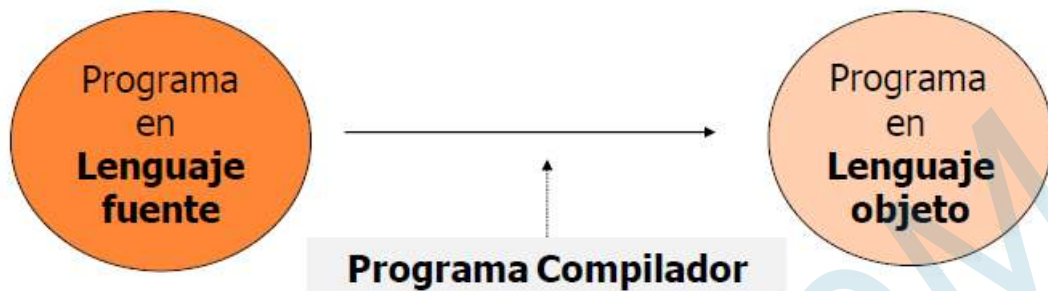 Programa
en
Lenguaje
fuente
Programa
en
Lenguaje
objeto
Programa Compilador